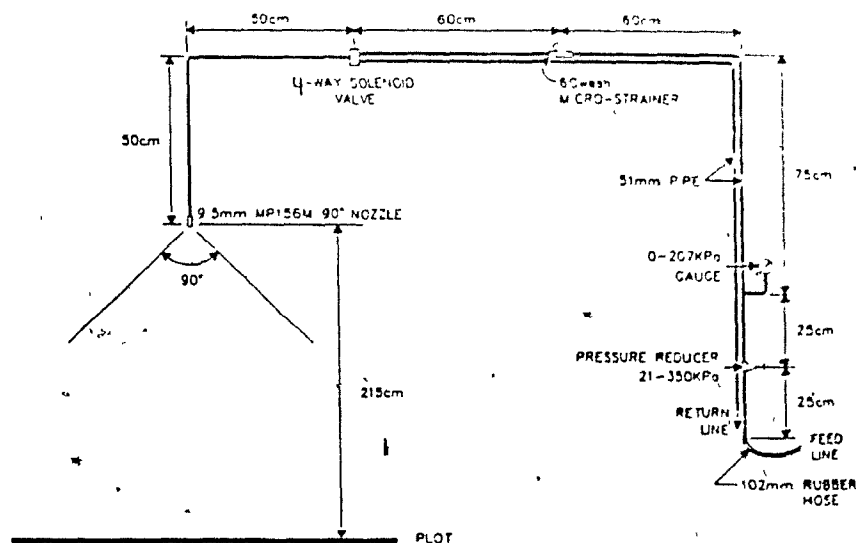 50cm
60cm
60cm
4-WAY SOLENOID
VALVE
60mesh
MICRO-STRAINER
50cm
51mm PIPE
75cm
9.5mm MP156M 90° NOZZLE
90°
0-207KPa
GAUGE
25cm
PRESSURE REDUCER
21-350KPa
215cm
25cm
RETURN
LINE
FEED
LINE
102mm RUBBER
HOSE
PLOT